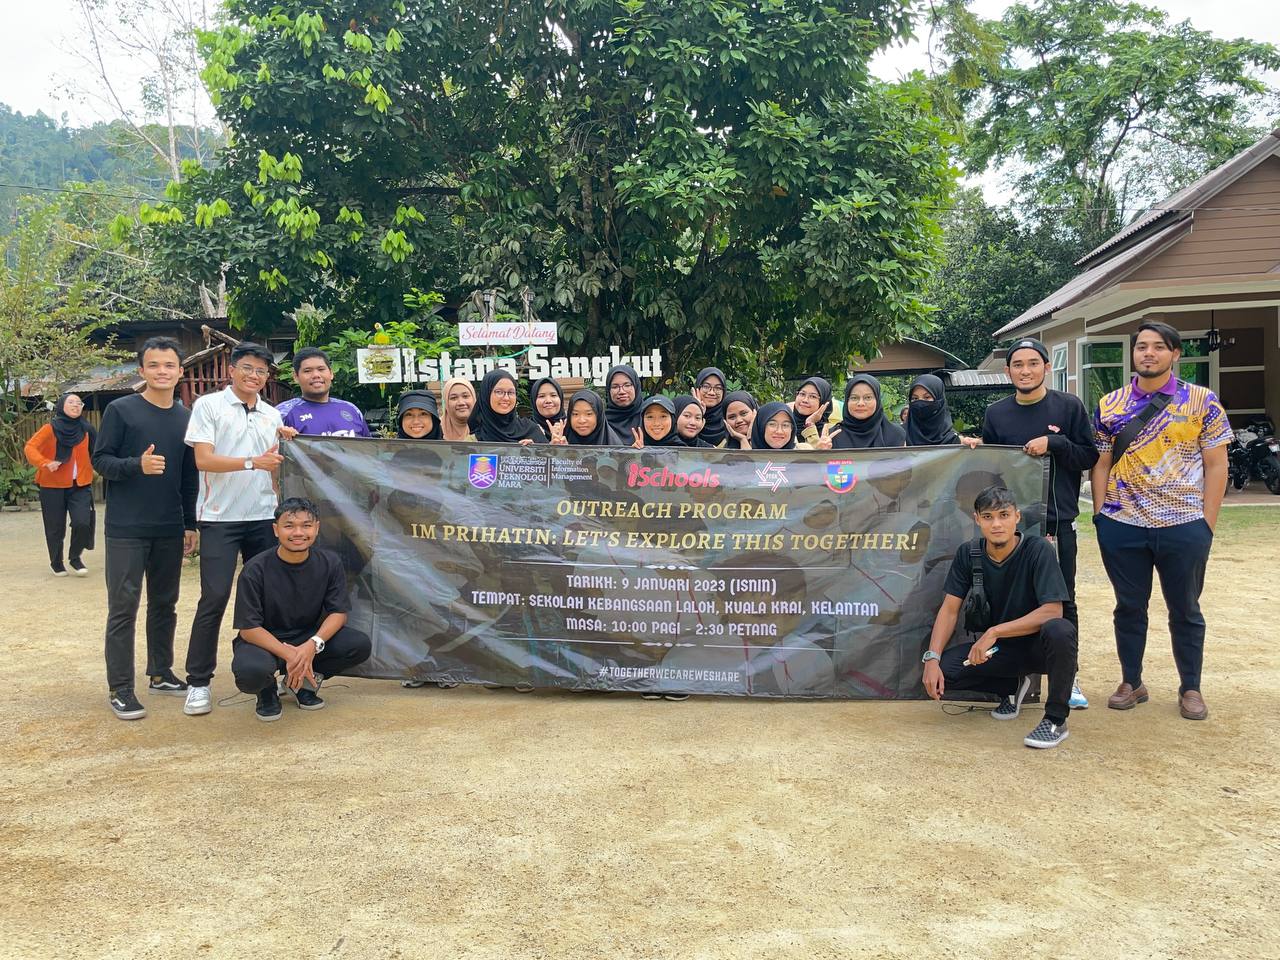 Selamat Datang
Istana Sangkut
JM
UNIVERSITI
TEKNOLOGI
MARA
Faculty of
Information
Management
iSchools
OUTREACH PROGRAM
IM PRIHATIN: LET'S EXPLORE THIS TOGETHER!
TARIKH: 9 JANUARI 2023 (ISNIN)
TEMPAT: SEKOLAH KEBANGSAAN LALOH, KUALA KRAI, KELANTAN
MASA: 10:00 PAGI - 2:30 PETANG
#TOGETHERWECAREWESHARE